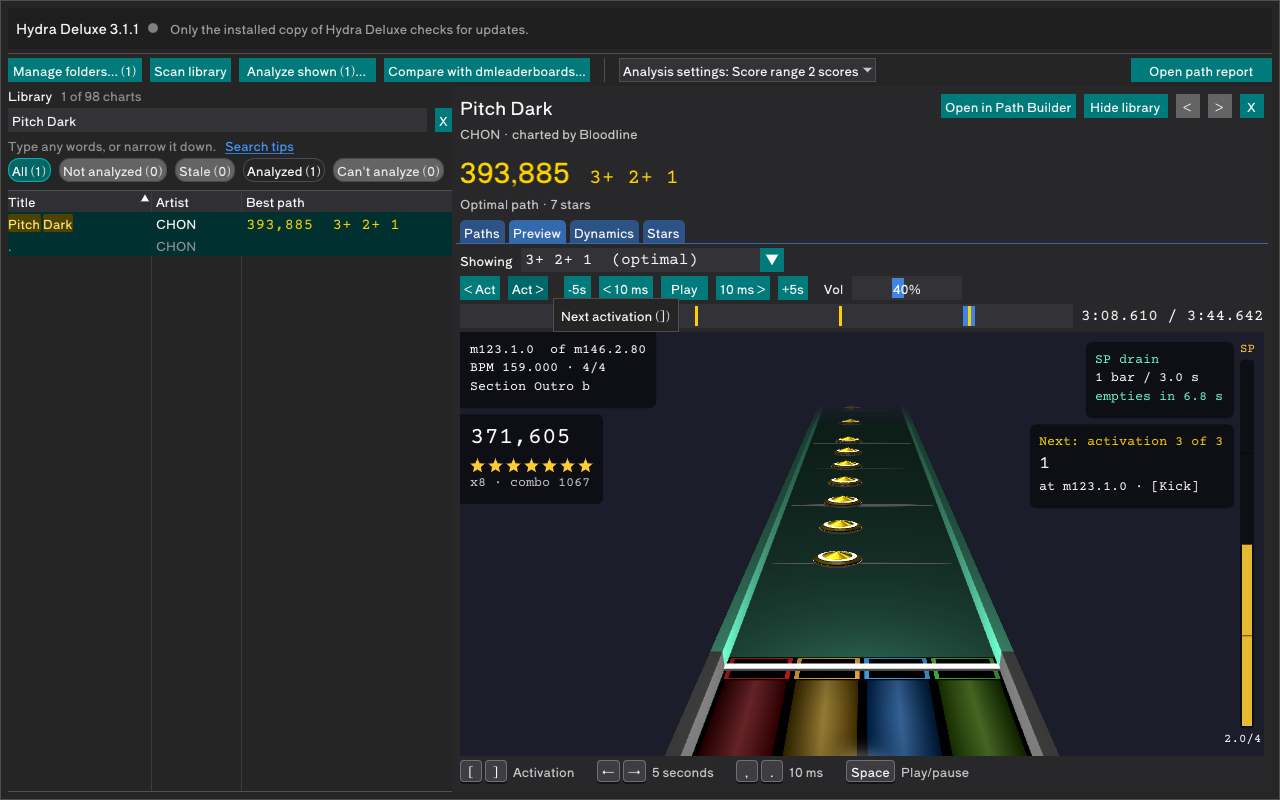 Hydra Deluxe 3.1.1 Only the installed copy of Hydra Deluxe checks for updates.
Manage folders... (1) Scan library Analyze shown (1)... Compare with dmleaderboards... Analysis settings: Score range 2 scores Open path report
Library 1 of 98 charts
Pitch Dark X
Type any words, or narrow it down. Search tips
All (1) Not analyzed (0) Stale (0) Analyzed (1) Can't analyze (0)
Title Artist Best path
Pitch Dark CHON 393,885 3+ 2+ 1
. CHON
Pitch Dark Open in Path Builder Hide library < > X
CHON · charted by Bloodline
393,885 3+ 2+ 1
Optimal path · 7 stars
Paths Preview Dynamics Stars
Showing 3+ 2+ 1 (optimal)
< Act Act > -5s < 10 ms Play 10 ms > +5s Vol 40%
Next activation (])
3:08.610 / 3:44.642
m123.1.0 of m146.2.80
BPM 159.000 · 4/4
Section Outro b
371,605
x8 · combo 1067
SP drain
1 bar / 3.0 s
empties in 6.8 s
Next: activation 3 of 3
1
at m123.1.0 · [Kick]
SP
2.0/4
[ ] Activation ← → 5 seconds , . 10 ms Space Play/pause